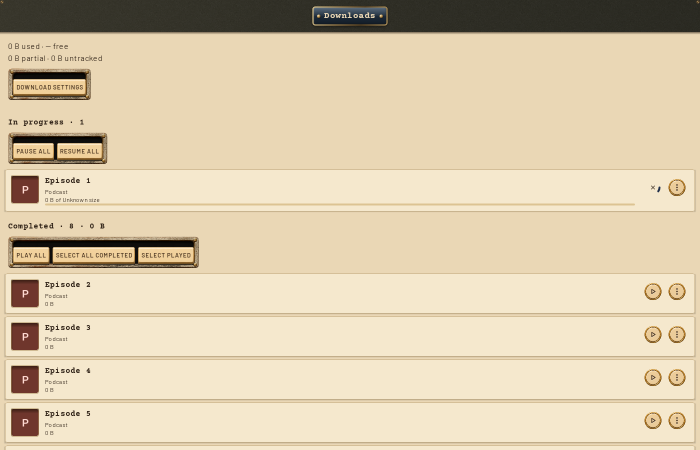 Downloads
0 B used · — free
0 B partial · 0 B untracked
DOWNLOAD SETTINGS
In progress · 1
PAUSE ALL
RESUME ALL
P
Episode 1
Podcast
0 B of Unknown size
Completed · 8 · 0 B
PLAY ALL
SELECT ALL COMPLETED
SELECT PLAYED
P
Episode 2
Podcast
0 B
P
Episode 3
Podcast
0 B
P
Episode 4
Podcast
0 B
P
Episode 5
Podcast
0 B